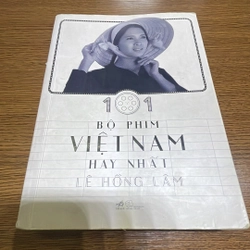 101
BỘ PHIM
VIỆT NAM
HAY NHẤT
LÊ HỒNG LÂM